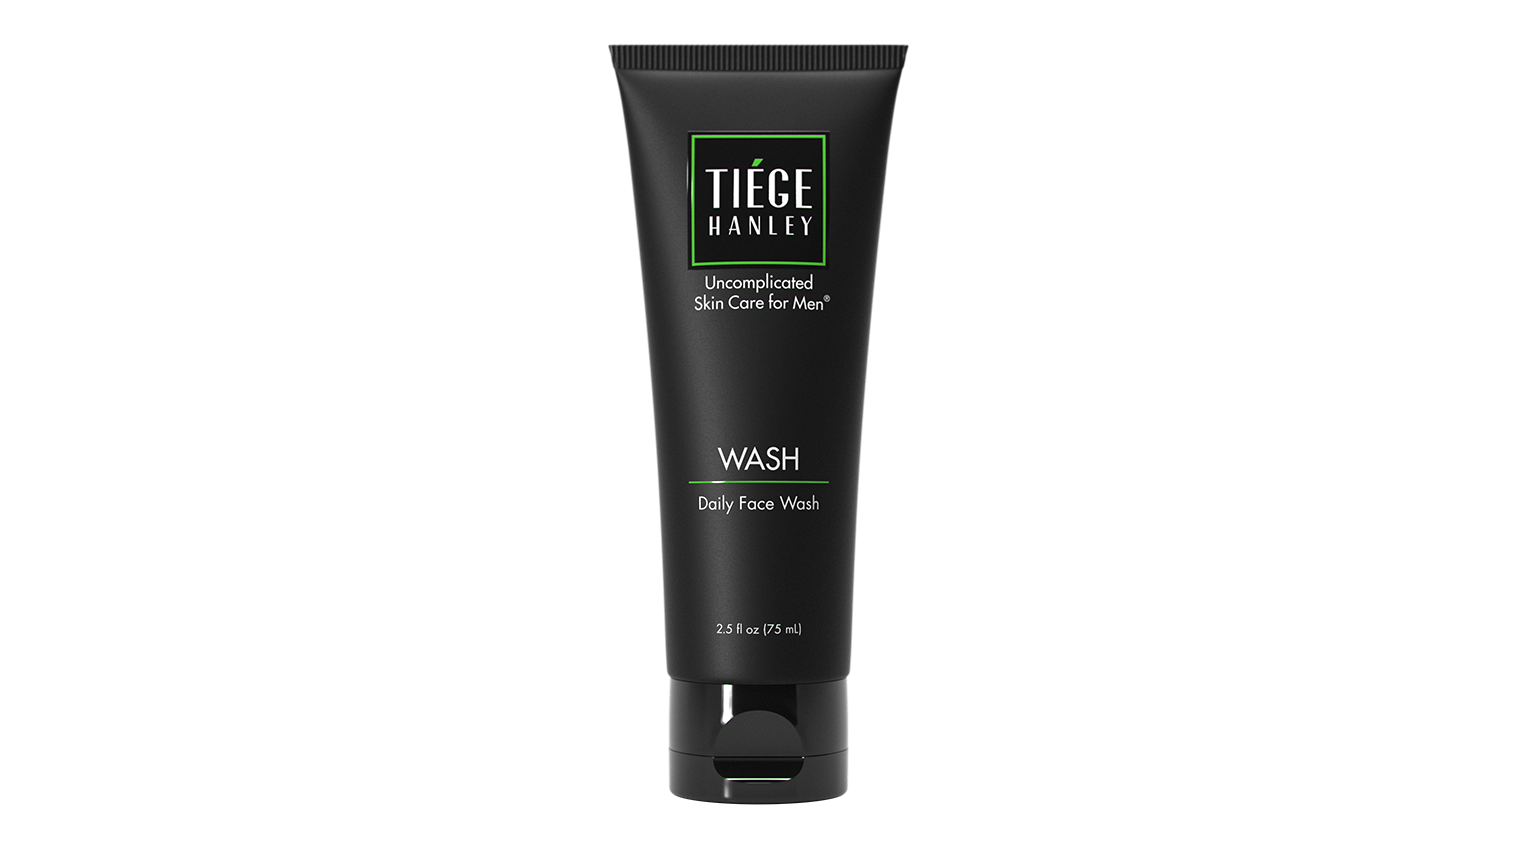 TIÉGE
HANLEY
Uncomplicated
Skin Care for Men®
WASH
Daily Face Wash
2.5 fl oz (75 mL)